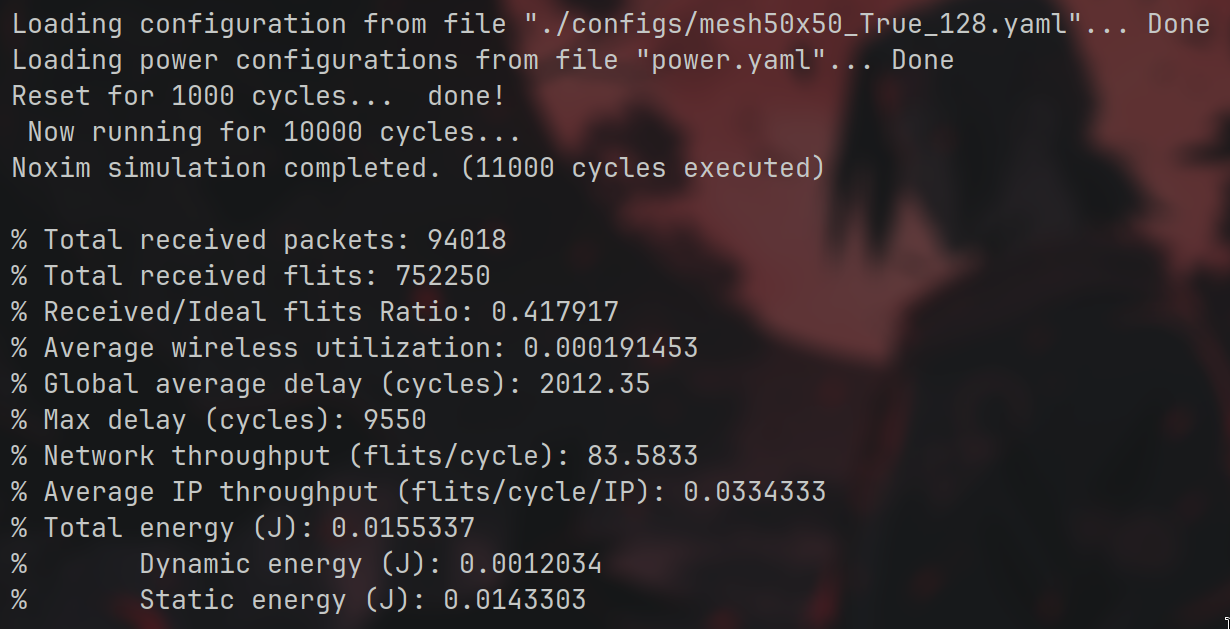 Loading configuration from file "./configs/mesh50x50_True_128.yaml"... Done
Loading power configurations from file "power.yaml"... Done
Reset for 1000 cycles...  done!
 Now running for 10000 cycles...
Noxim simulation completed. (11000 cycles executed)

% Total received packets: 94018
% Total received flits: 752250
% Received/Ideal flits Ratio: 0.417917
% Average wireless utilization: 0.000191453
% Global average delay (cycles): 2012.35
% Max delay (cycles): 9550
% Network throughput (flits/cycle): 83.5833
% Average IP throughput (flits/cycle/IP): 0.0334333
% Total energy (J): 0.0155337
%       Dynamic energy (J): 0.0012034
%       Static energy (J): 0.0143303